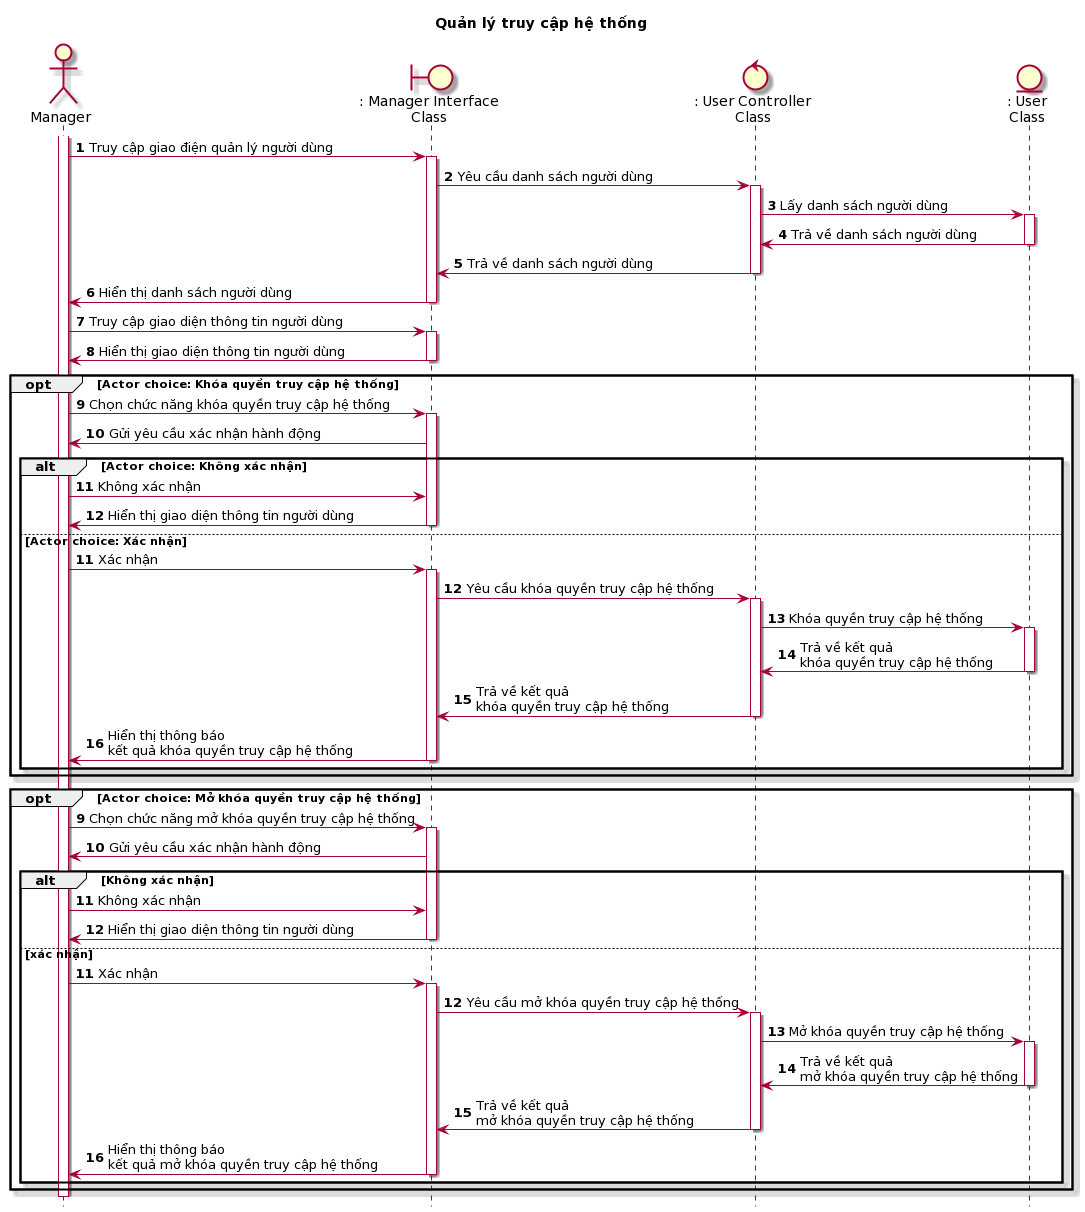 Quản lý truy cập hệ thống
Manager
: Manager Interface
Class
: User Controller
Class
: User
Class
1 Truy cập giao điện quản lý người dùng
2 Yêu cầu danh sách người dùng
3 Lấy danh sách người dùng
4 Trả về danh sách người dùng
5 Trả về danh sách người dùng
6 Hiển thị danh sách người dùng
7 Truy cập giao diện thông tin người dùng
8 Hiển thị giao diện thông tin người dùng
opt [Actor choice: Khóa quyền truy cập hệ thống]
9 Chọn chức năng khóa quyền truy cập hệ thống
10 Gửi yêu cầu xác nhận hành động
alt [Actor choice: Không xác nhận]
11 Không xác nhận
12 Hiển thị giao diện thông tin người dùng
[Actor choice: Xác nhận]
11 Xác nhận
12 Yêu cầu khóa quyền truy cập hệ thống
13 Khóa quyền truy cập hệ thống
14 Trả về kết quả
khóa quyền truy cập hệ thống
15 Trả về kết quả
khóa quyền truy cập hệ thống
16 Hiển thị thông báo
kết quả khóa quyền truy cập hệ thống
opt [Actor choice: Mở khóa quyền truy cập hệ thống]
9 Chọn chức năng mở khóa quyền truy cập hệ thống
10 Gửi yêu cầu xác nhận hành động
alt [Không xác nhận]
11 Không xác nhận
12 Hiển thị giao diện thông tin người dùng
[xác nhận]
11 Xác nhận
12 Yêu cầu mở khóa quyền truy cập hệ thống
13 Mở khóa quyền truy cập hệ thống
14 Trả về kết quả
mở khóa quyền truy cập hệ thống
15 Trả về kết quả
mở khóa quyền truy cập hệ thống
16 Hiển thị thông báo
kết quả mở khóa quyền truy cập hệ thống